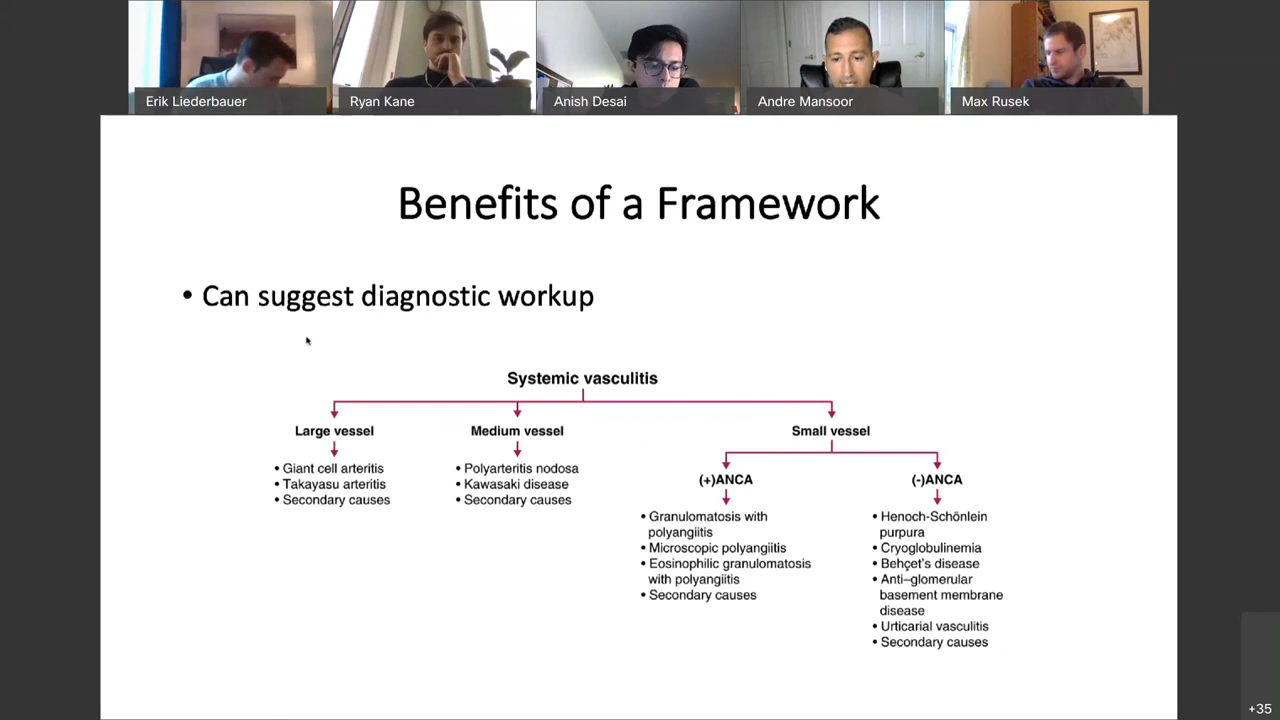 Erik Liederbauer
Ryan Kane
Anish Desai
Andre Mansoor
Max Rusek
Benefits of a Framework
• Can suggest diagnostic workup
Systemic vasculitis
Large vessel
• Giant cell arteritis
• Takayasu arteritis
• Secondary causes
Medium vessel
• Polyarteritis nodosa
• Kawasaki disease
• Secondary causes
Small vessel
(+)ANCA
• Granulomatosis with
polyangiitis
• Microscopic polyangiitis
• Eosinophilic granulomatosis
with polyangiitis
• Secondary causes
(-)ANCA
• Henoch-Schönlein
purpura
• Cryoglobulinemia
• Behçet's disease
• Anti–glomerular
basement membrane
disease
• Urticarial vasculitis
• Secondary causes
+35